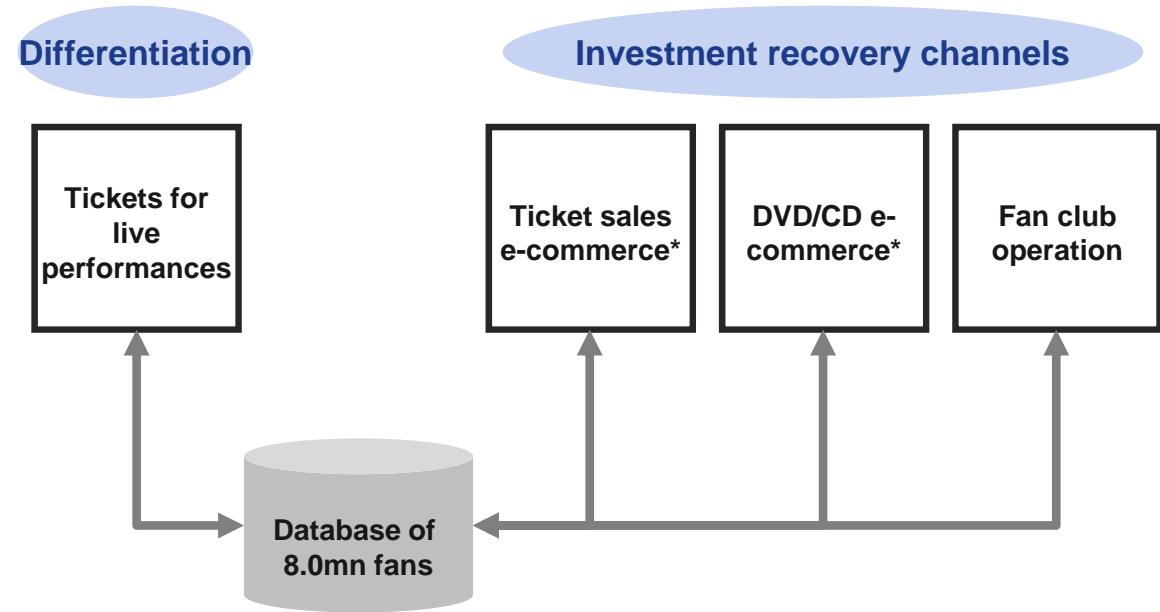 Differentiation
Investment recovery channels
Tickets for
live
performances
Ticket sales
e-commerce*
DVD/CD e-
commerce*
Fan club
operation
Database of
8.0mn fans